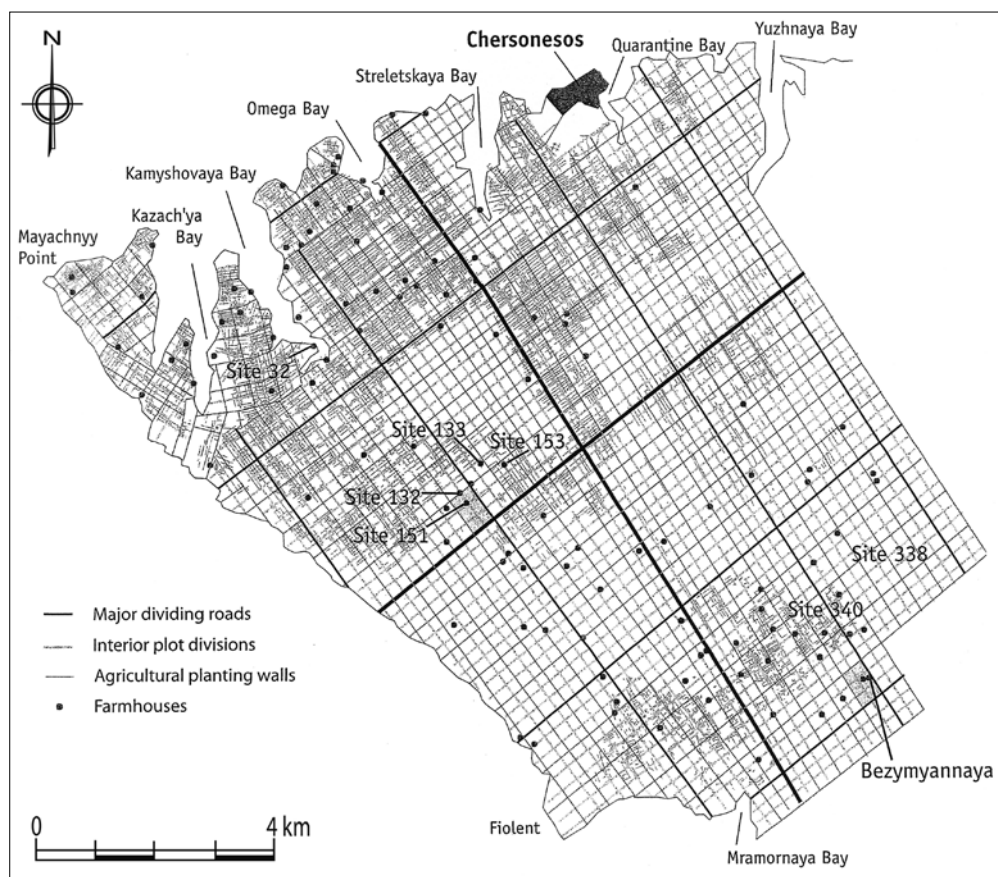 N
Chersonesos
Yuzhnaya Bay
Quarantine Bay
Streletskaya Bay
Omega Bay
Kamyshovaya Bay
Kazach'ya
Bay
Mayachnyy
Point
Site 32
Site 133
Site 153
Site 132
Site 151
Site 338
Site 340
Major dividing roads
Interior plot divisions
Agricultural planting walls
Farmhouses
Bezymyannaya
0
4 km
Fiolent
Mramornaya Bay